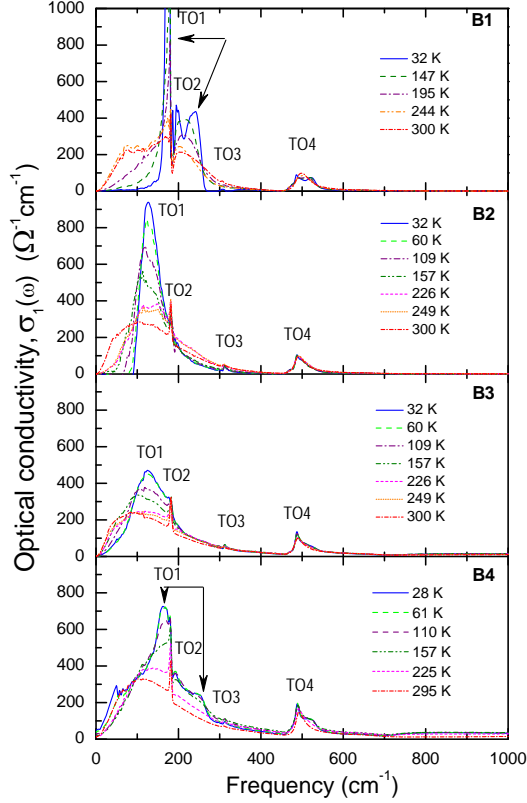 Optical conductivity, σ₁(ω) (Ω⁻¹cm⁻¹)
1000
800
600
400
200
0
TO1
TO2
TO3
TO4
B1
32 K
147 K
195 K
244 K
300 K
800
600
400
200
0
TO1
TO2
TO3
TO4
B2
32 K
60 K
109 K
157 K
226 K
249 K
300 K
800
600
400
200
0
TO1
TO2
TO3
TO4
B3
32 K
60 K
109 K
157 K
226 K
249 K
300 K
800
600
400
200
0
TO1
TO2
TO3
TO4
B4
28 K
61 K
110 K
157 K
225 K
295 K
0 200 400 600 800 1000
Frequency (cm⁻¹)